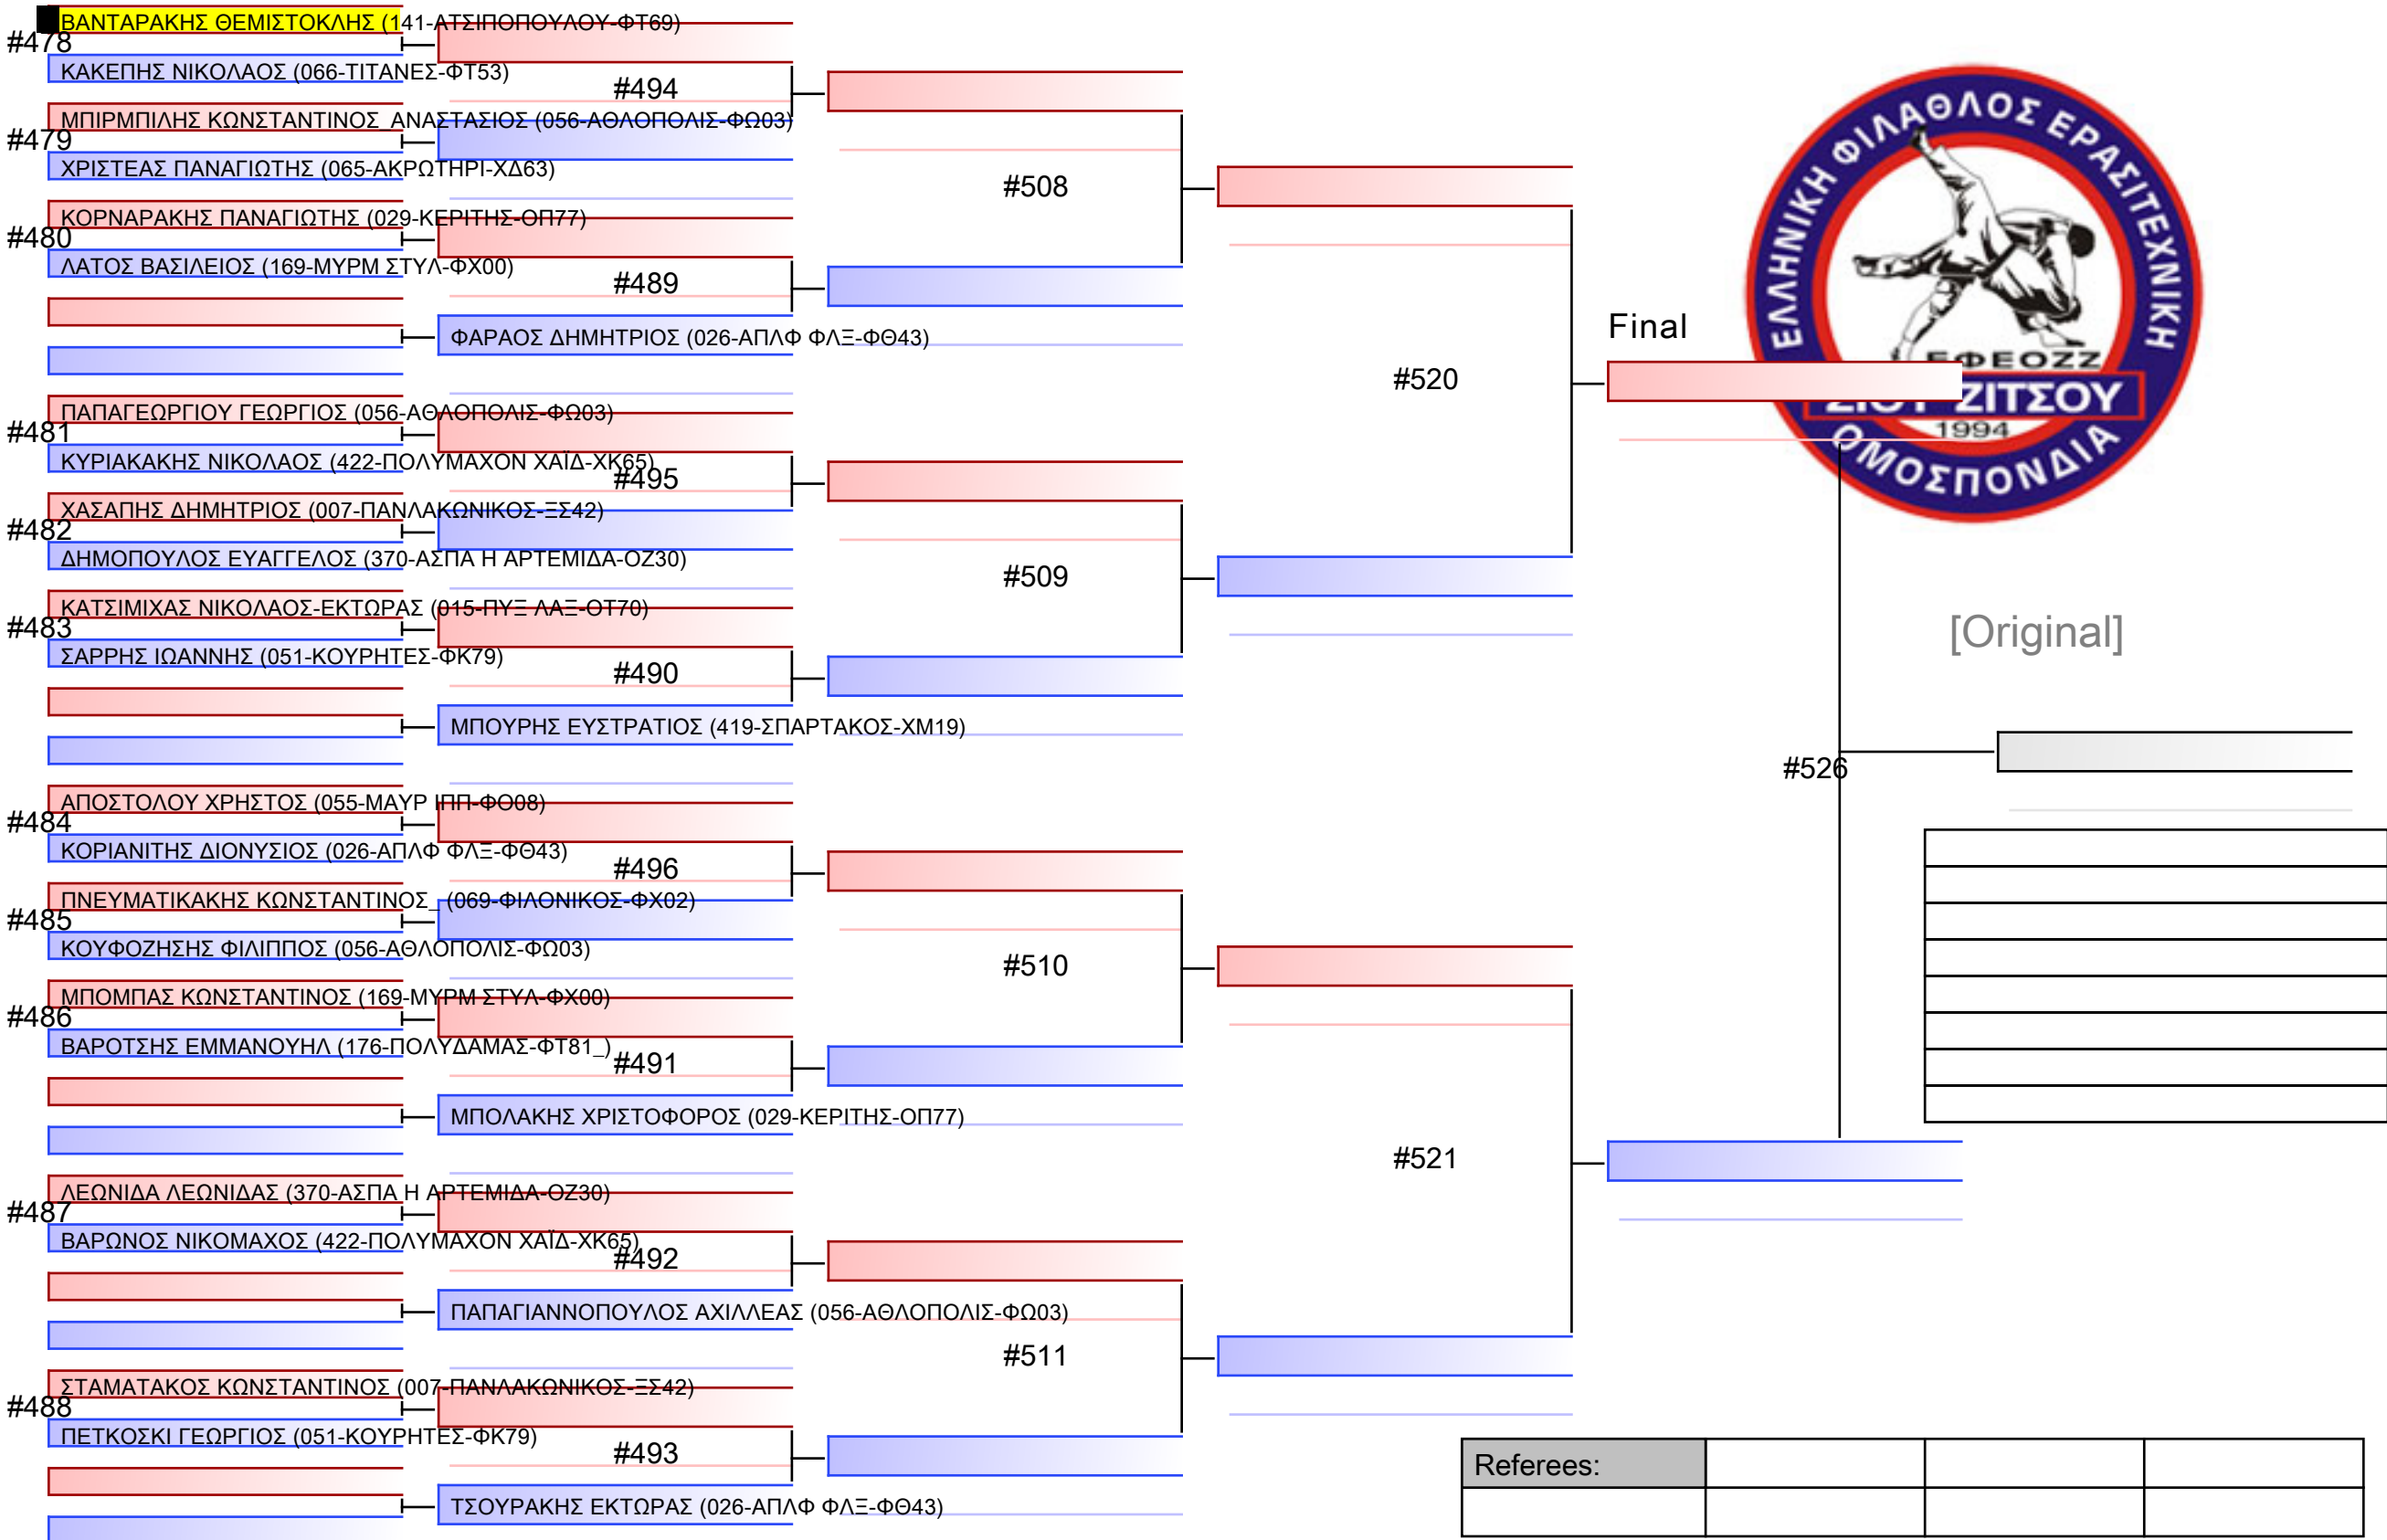 ΒΑΝΤΑΡΑΚΗΣ ΘΕΜΙΣΤΟΚΛΗΣ (141-ΑΤΣΙΠΟΠΟΥΛΟΥ-ΦΤ69)
#478
ΚΑΚΕΠΗΣ ΝΙΚΟΛΑΟΣ (066-ΤΙΤΑΝΕΣ-ΦΤ53)
#494
ΜΠΙΡΜΠΙΛΗΣ ΚΩΝΣΤΑΝΤΙΝΟΣ_ΑΝΑΣΤΑΣΙΟΣ (056-ΑΘΛΟΠΟΛΙΣ-ΦΩ03)
#479
ΧΡΙΣΤΕΑΣ ΠΑΝΑΓΙΩΤΗΣ (065-ΑΚΡΩΤΗΡΙ-ΧΔ63)
#508
ΚΟΡΝΑΡΑΚΗΣ ΠΑΝΑΓΙΩΤΗΣ (029-ΚΕΡΙΤΗΣ-ΟΠ77)
#480
ΛΑΤΟΣ ΒΑΣΙΛΕΙΟΣ (169-ΜΥΡΜ ΣΤΥΛ-ΦΧ00)
#489
ΦΑΡΑΟΣ ΔΗΜΗΤΡΙΟΣ (026-ΑΠΛΦ ΦΛΞ-ΦΘ43)
Final
#520
ΕΛΛΗΝΙΚΗ ΦΙΛΑΘΛΟΣ ΕΡΑΣΙΤΕΧΝΙΚΗ
ΕΦΕΟΖΖ
ΖΙΟΥ ΖΙΤΣΟΥ
1994
ΟΜΟΣΠΟΝΔΙΑ
ΠΑΠΑΓΕΩΡΓΙΟΥ ΓΕΩΡΓΙΟΣ (056-ΑΘΛΟΠΟΛΙΣ-ΦΩ03)
#481
ΚΥΡΙΑΚΑΚΗΣ ΝΙΚΟΛΑΟΣ (422-ΠΟΛΥΜΑΧΟΝ ΧΑΪΔ-ΧΚ65)
#495
ΧΑΣΑΠΗΣ ΔΗΜΗΤΡΙΟΣ (007-ΠΑΝΛΑΚΩΝΙΚΟΣ-ΞΣ42)
#482
ΔΗΜΟΠΟΥΛΟΣ ΕΥΑΓΓΕΛΟΣ (370-ΑΣΠΑ Η ΑΡΤΕΜΙΔΑ-ΟΖ30)
#509
ΚΑΤΣΙΜΙΧΑΣ ΝΙΚΟΛΑΟΣ-ΕΚΤΩΡΑΣ (015-ΠΥΞ ΛΑΞ-ΟΤ70)
#483
[Original]
ΣΑΡΡΗΣ ΙΩΑΝΝΗΣ (051-ΚΟΥΡΗΤΕΣ-ΦΚ79)
#490
ΜΠΟΥΡΗΣ ΕΥΣΤΡΑΤΙΟΣ (419-ΣΠΑΡΤΑΚΟΣ-ΧΜ19)
#526
ΑΠΟΣΤΟΛΟΥ ΧΡΗΣΤΟΣ (055-ΜΑΥΡ ΙΠΠ-ΦΟ08)
#484
ΚΟΡΙΑΝΙΤΗΣ ΔΙΟΝΥΣΙΟΣ (026-ΑΠΛΦ ΦΛΞ-ΦΘ43)
#496
ΠΝΕΥΜΑΤΙΚΑΚΗΣ ΚΩΝΣΤΑΝΤΙΝΟΣ_ (069-ΦΙΛΟΝΙΚΟΣ-ΦΧ02)
#485
ΚΟΥΦΟΖΗΣΗΣ ΦΙΛΙΠΠΟΣ (056-ΑΘΛΟΠΟΛΙΣ-ΦΩ03)
#510
ΜΠΟΜΠΑΣ ΚΩΝΣΤΑΝΤΙΝΟΣ (169-ΜΥΡΜ ΣΤΥΛ-ΦΧ00)
#486
ΒΑΡΟΤΣΗΣ ΕΜΜΑΝΟΥΗΛ (176-ΠΟΛΥΔΑΜΑΣ-ΦΤ81_)
#491
ΜΠΟΛΑΚΗΣ ΧΡΙΣΤΟΦΟΡΟΣ (029-ΚΕΡΙΤΗΣ-ΟΠ77)
#521
ΛΕΩΝΙΔΑ ΛΕΩΝΙΔΑΣ (370-ΑΣΠΑ Η ΑΡΤΕΜΙΔΑ-ΟΖ30)
#487
ΒΑΡΩΝΟΣ ΝΙΚΟΜΑΧΟΣ (422-ΠΟΛΥΜΑΧΟΝ ΧΑΪΔ-ΧΚ65)
#492
ΠΑΠΑΓΙΑΝΝΟΠΟΥΛΟΣ ΑΧΙΛΛΕΑΣ (056-ΑΘΛΟΠΟΛΙΣ-ΦΩ03)
#511
ΣΤΑΜΑΤΑΚΟΣ ΚΩΝΣΤΑΝΤΙΝΟΣ (007-ΠΑΝΛΑΚΩΝΙΚΟΣ-ΞΣ42)
#488
ΠΕΤΚΟΣΚΙ ΓΕΩΡΓΙΟΣ (051-ΚΟΥΡΗΤΕΣ-ΦΚ79)
#493
Referees:
ΤΣΟΥΡΑΚΗΣ ΕΚΤΩΡΑΣ (026-ΑΠΛΦ ΦΛΞ-ΦΘ43)